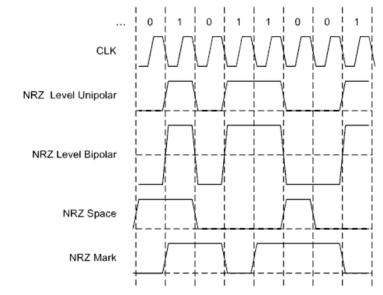 ... 0 1 0 1 1 0 0 1
CLK
NRZ Level Unipolar
NRZ Level Bipolar
NRZ Space
NRZ Mark